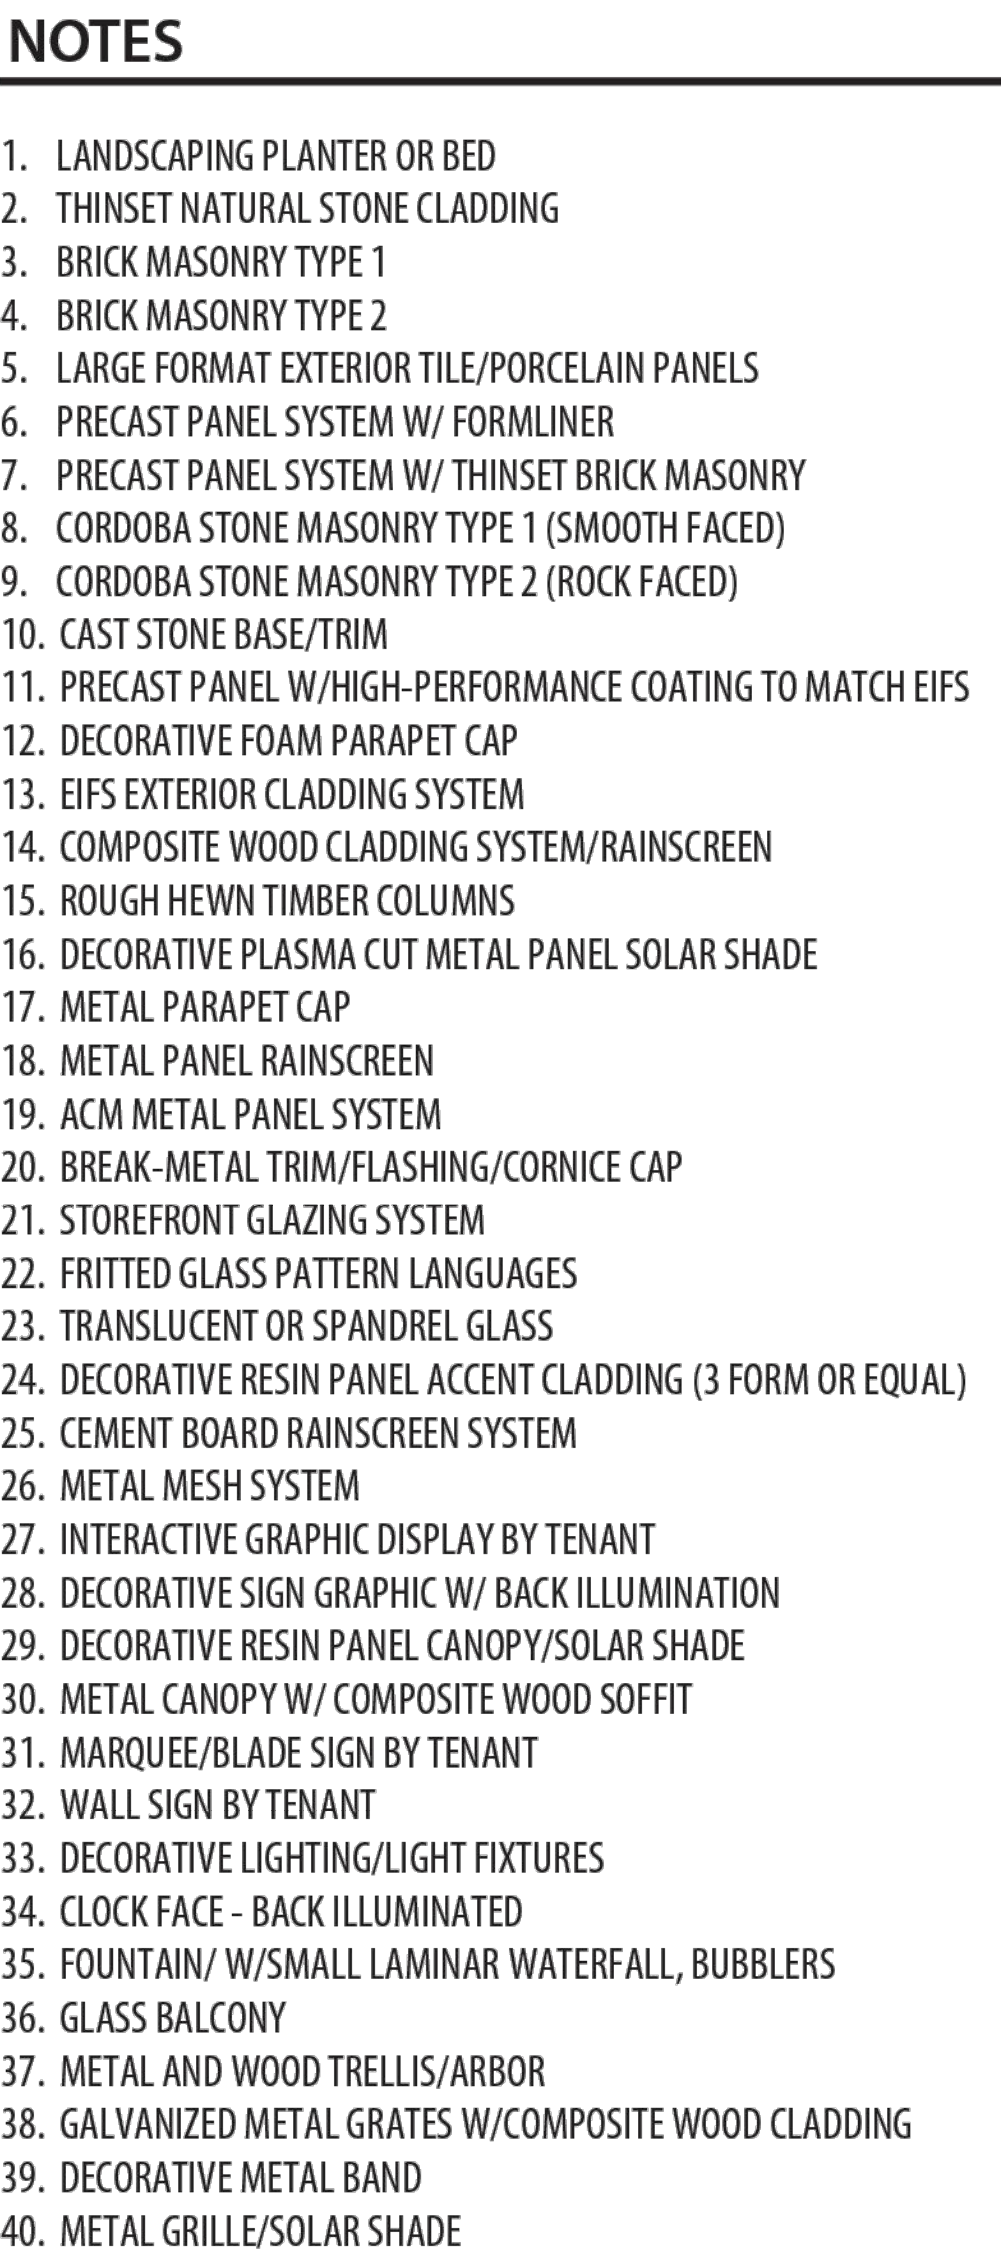 NOTES
1. LANDSCAPING PLANTER OR BED
2. THINSET NATURAL STONE CLADDING
3. BRICK MASONRY TYPE 1
4. BRICK MASONRY TYPE 2
5. LARGE FORMAT EXTERIOR TILE/PORCELAIN PANELS
6. PRECAST PANEL SYSTEM W/ FORMLINER
7. PRECAST PANEL SYSTEM W/ THINSET BRICK MASONRY
8. CORDOBA STONE MASONRY TYPE 1 (SMOOTH FACED)
9. CORDOBA STONE MASONRY TYPE 2 (ROCK FACED)
10. CAST STONE BASE/TRIM
11. PRECAST PANEL W/HIGH-PERFORMANCE COATING TO MATCH EIFS
12. DECORATIVE FOAM PARAPET CAP
13. EIFS EXTERIOR CLADDING SYSTEM
14. COMPOSITE WOOD CLADDING SYSTEM/RAINSCREEN
15. ROUGH HEWN TIMBER COLUMNS
16. DECORATIVE PLASMA CUT METAL PANEL SOLAR SHADE
17. METAL PARAPET CAP
18. METAL PANEL RAINSCREEN
19. ACM METAL PANEL SYSTEM
20. BREAK-METAL TRIM/FLASHING/CORNICE CAP
21. STOREFRONT GLAZING SYSTEM
22. FRITTED GLASS PATTERN LANGUAGES
23. TRANSLUCENT OR SPANDREL GLASS
24. DECORATIVE RESIN PANEL ACCENT CLADDING (3 FORM OR EQUAL)
25. CEMENT BOARD RAINSCREEN SYSTEM
26. METAL MESH SYSTEM
27. INTERACTIVE GRAPHIC DISPLAY BY TENANT
28. DECORATIVE SIGN GRAPHIC W/ BACK ILLUMINATION
29. DECORATIVE RESIN PANEL CANOPY/SOLAR SHADE
30. METAL CANOPY W/ COMPOSITE WOOD SOFFIT
31. MARQUEE/BLADE SIGN BY TENANT
32. WALL SIGN BY TENANT
33. DECORATIVE LIGHTING/LIGHT FIXTURES
34. CLOCK FACE - BACK ILLUMINATED
35. FOUNTAIN/ W/SMALL LAMINAR WATERFALL, BUBBLERS
36. GLASS BALCONY
37. METAL AND WOOD TRELLIS/ARBOR
38. GALVANIZED METAL GRATES W/COMPOSITE WOOD CLADDING
39. DECORATIVE METAL BAND
40. METAL GRILLE/SOLAR SHADE